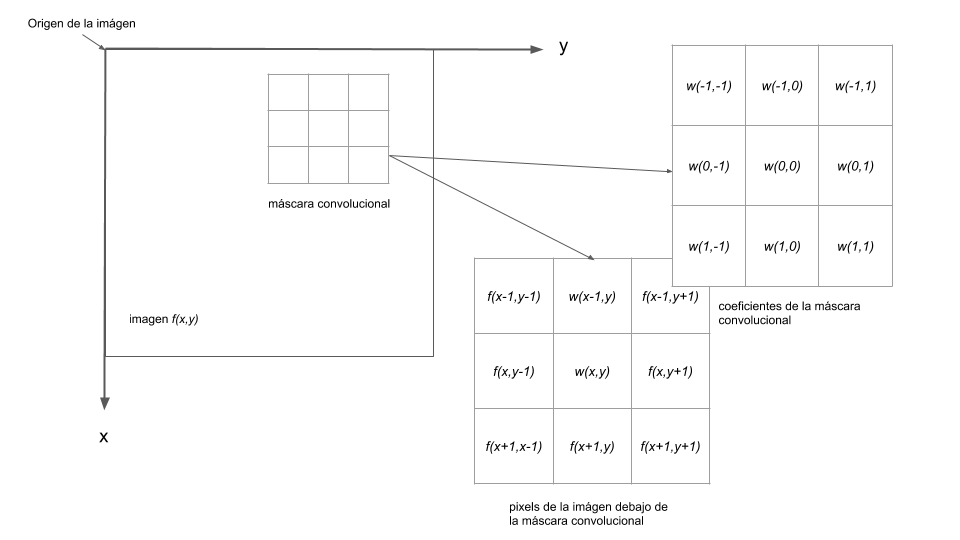 Origen de la imágen
y
w(-1,-1) w(-1,0) w(-1,1)
w(0,-1) w(0,0) w(0,1)
w(1,-1) w(1,0) w(1,1)
coeficientes de la máscara
convolucional
máscara convolucional
imagen f(x,y)
x
f(x-1,y-1) w(x-1,y) f(x-1,y+1)
f(x,y-1) w(x,y) f(x,y+1)
f(x+1,x-1) f(x+1,y) f(x+1,y+1)
pixels de la imágen debajo de
la máscara convolucional